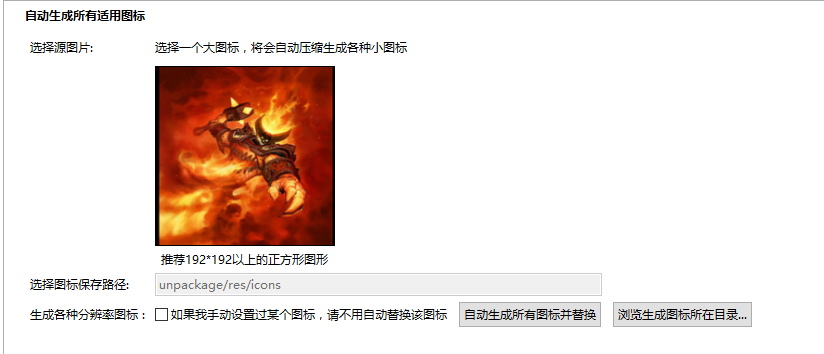 自动生成所有适用图标
选择源图片: 选择一个大图标，将会自动压缩生成各种小图标
推荐192*192以上的正方形图形
选择图标保存路径: unpackage/res/icons
生成各种分辨率图标： 如果我手动设置过某个图标，请不用自动替换该图标 自动生成所有图标并替换 浏览生成图标所在目录...